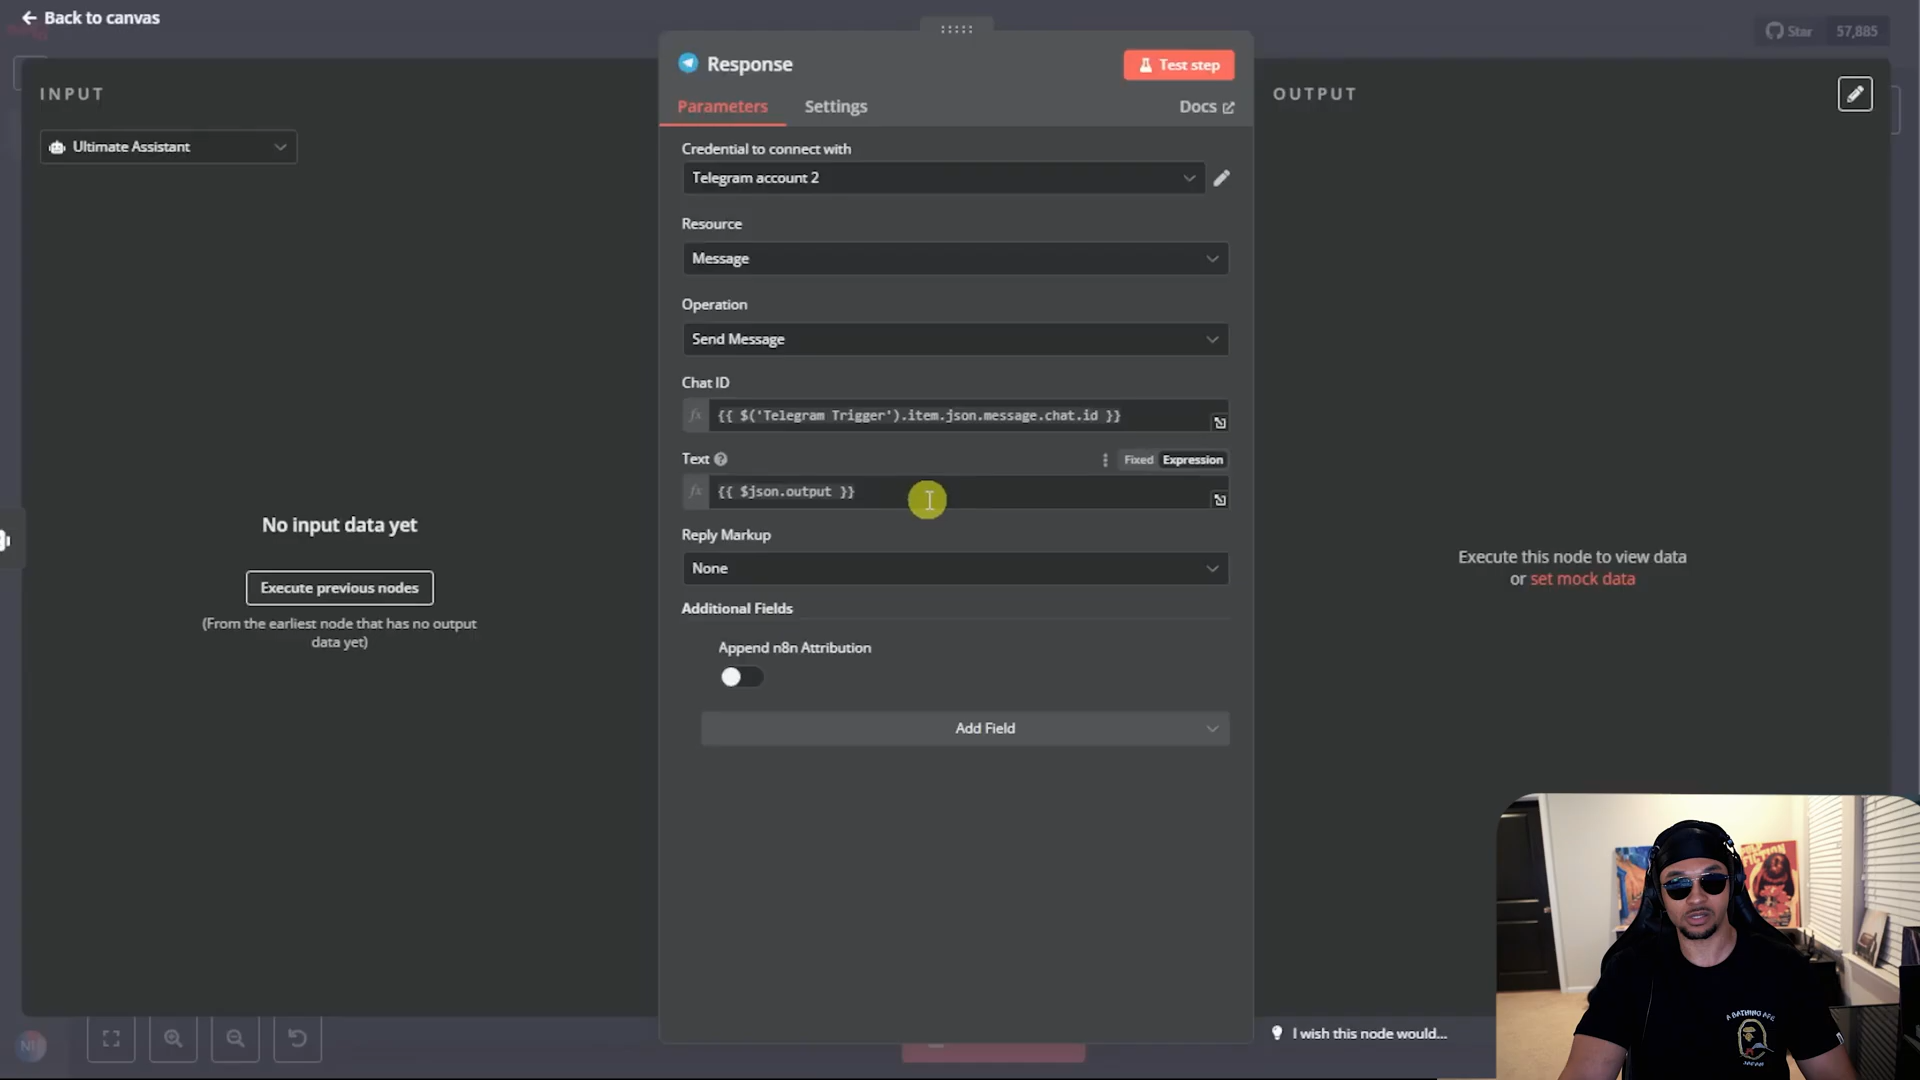 Back to canvas
Star 57,885
INPUT
Ultimate Assistant
No input data yet
Execute previous nodes
(From the earliest node that has no output
data yet)
Response
Test step
Parameters
Settings
Docs
Credential to connect with
Telegram account 2
Resource
Message
Operation
Send Message
Chat ID
fx {{ $('Telegram Trigger').item.json.message.chat.id }}
Text
Fixed Expression
fx {{ $json.output }}
Reply Markup
None
Additional Fields
Append n8n Attribution
Add Field
OUTPUT
Execute this node to view data
or set mock data
I wish this node would...
A BATHING APE